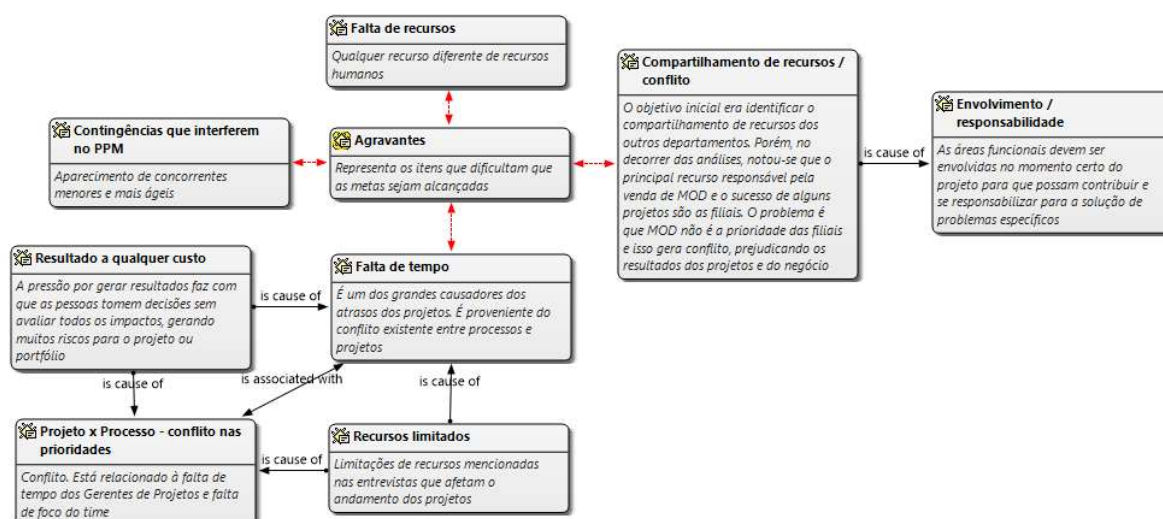 Falta de recursos
Qualquer recurso diferente de recursos
humanos
Compartilhamento de recursos /
conflito
O objetivo inicial era identificar o
compartilhamento de recursos dos
outros departamentos. Porém, no
decorrer das análises, notou-se que o
principal recurso responsável pela
venda de MOD e o sucesso de alguns
projetos são as filiais. O problema é
que MOD não é a prioridade das filiais
e isso gera conflito, prejudicando os
resultados dos projetos e do negócio
is cause of
Envolvimento /
responsabilidade
As áreas funcionais devem ser
envolvidas no momento certo do
projeto para que possam contribuir e
se responsabilizar para a solução de
problemas específicos
Contingências que interferem
no PPM
Aparecimento de concorrentes
menores e mais ágeis
Agravantes
Representa os itens que dificultam que
as metas sejam alcançadas
Resultado a qualquer custo
A pressão por gerar resultados faz com
que as pessoas tomem decisões sem
avaliar todos os impactos, gerando
muitos riscos para o projeto ou
portfólio
is cause of
Falta de tempo
É um dos grandes causadores dos
atrasos dos projetos. É proveniente do
conflito existente entre processos e
projetos
is cause of
is associated with
is cause of
Projeto x Processo - conflito nas
prioridades
Conflito. Está relacionado à falta de
tempo dos Gerentes de Projetos e falta
de foco do time
is cause of
Recursos limitados
Limitações de recursos mencionadas
nas entrevistas que afetam o
andamento dos projetos